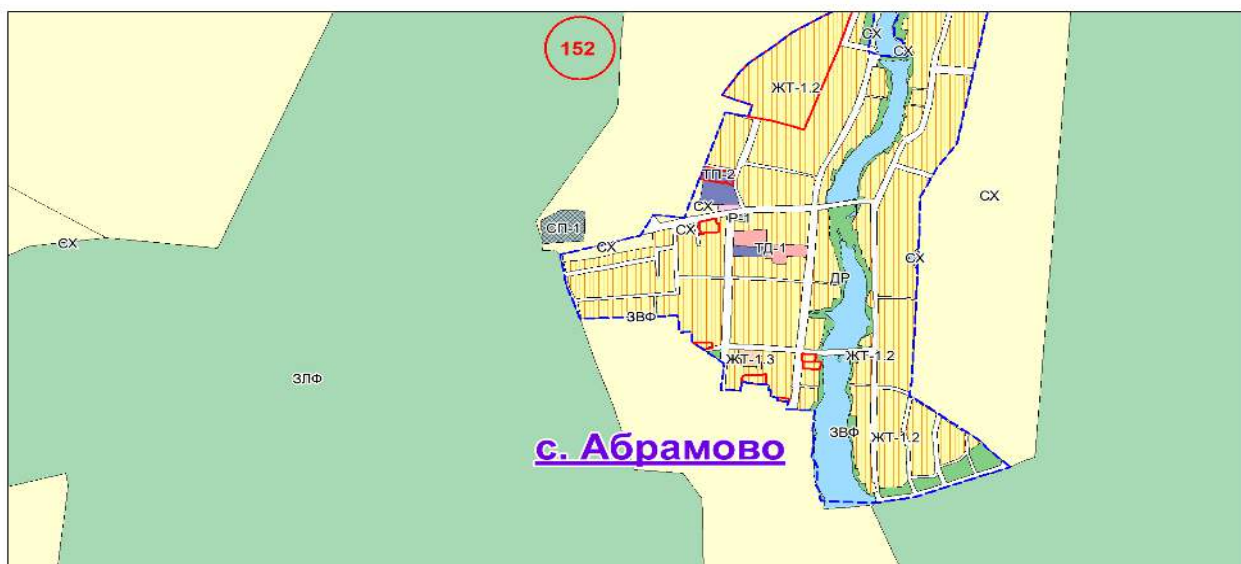 152
СХ
СХ
ЖТ-1.2
ТП-2
СХ
СХ
Р-1
СП-1
СХ
СХ
СХ
ТД-1
СХ
ДР
ЗВФ
ЖТ-1.3
ЖТ-1.2
ЗЛФ
ЗВФ
ЖТ-1.2
с. Абрамово